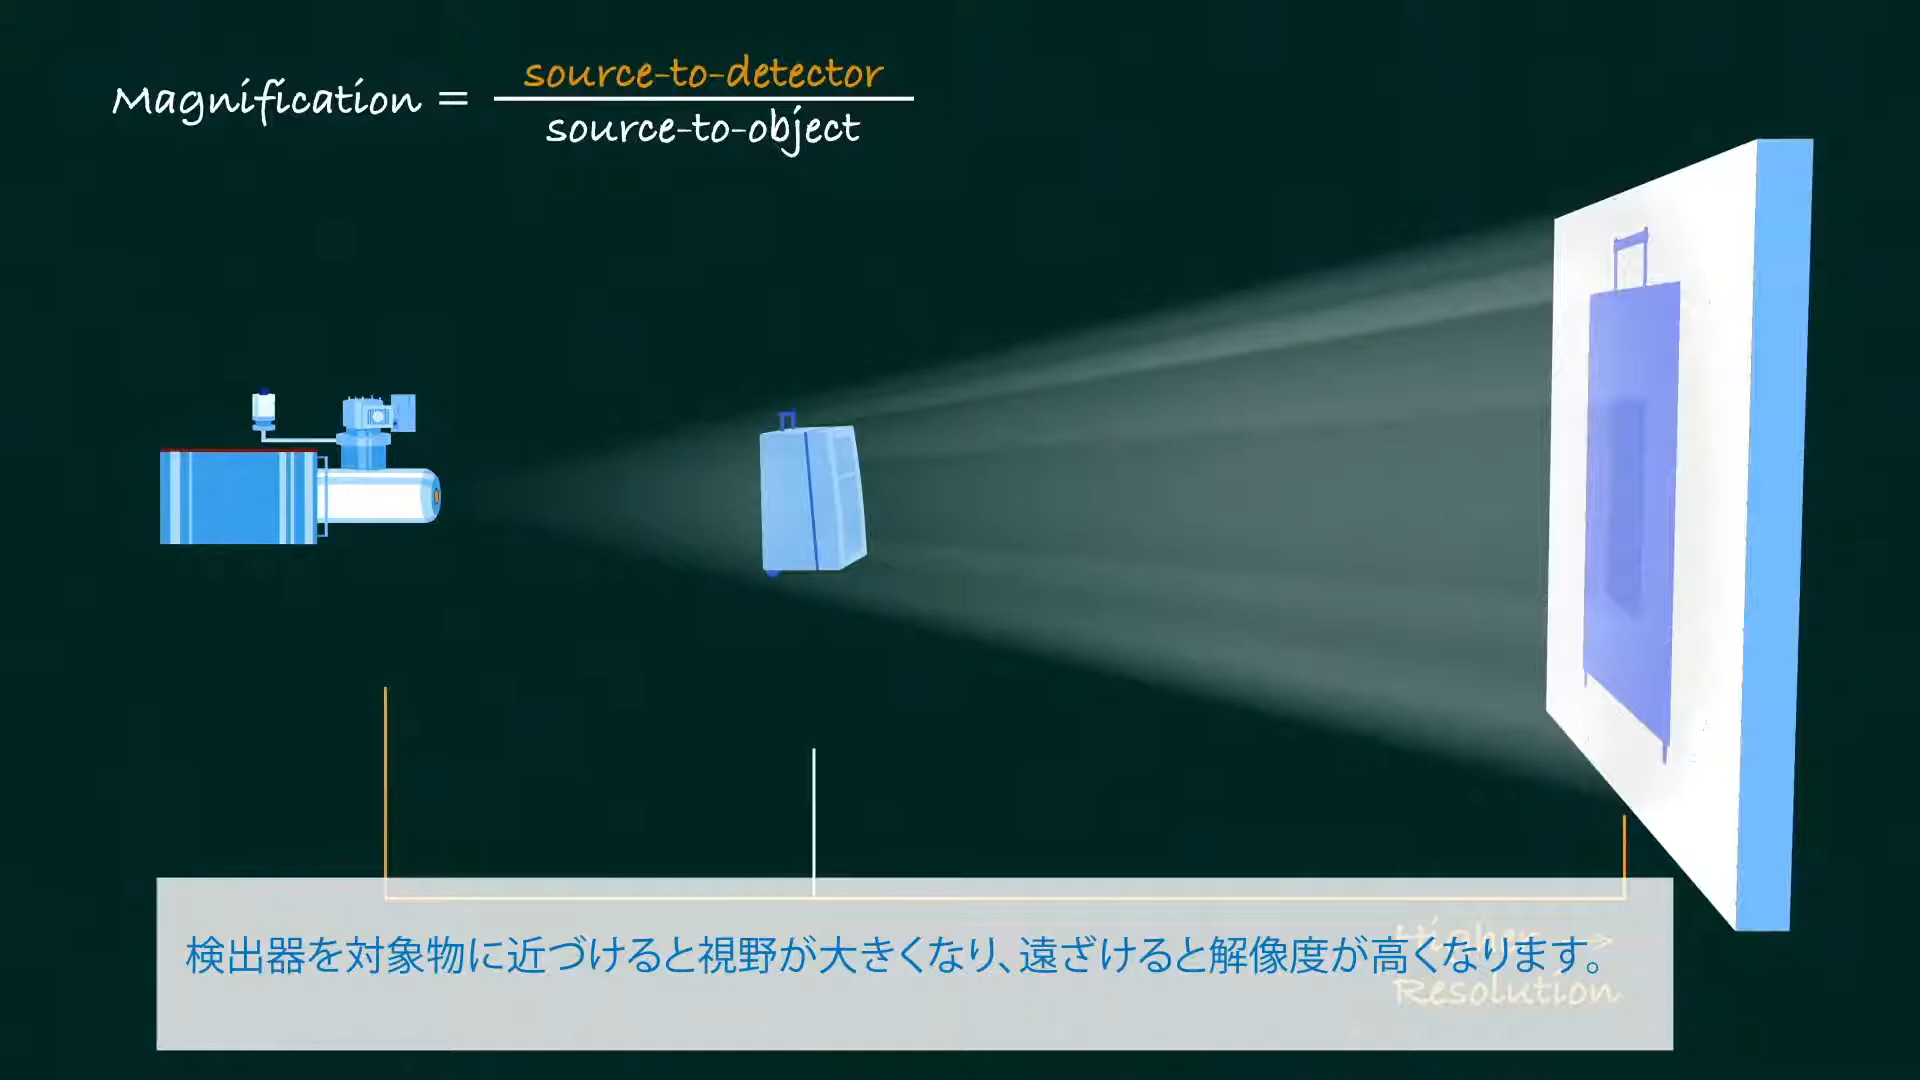 Magnification = source-to-detector
source-to-object
検出器を対象物に近づけると視野が大きくなり、遠ざけると解像度が高くなります。
Higher →
Resolution